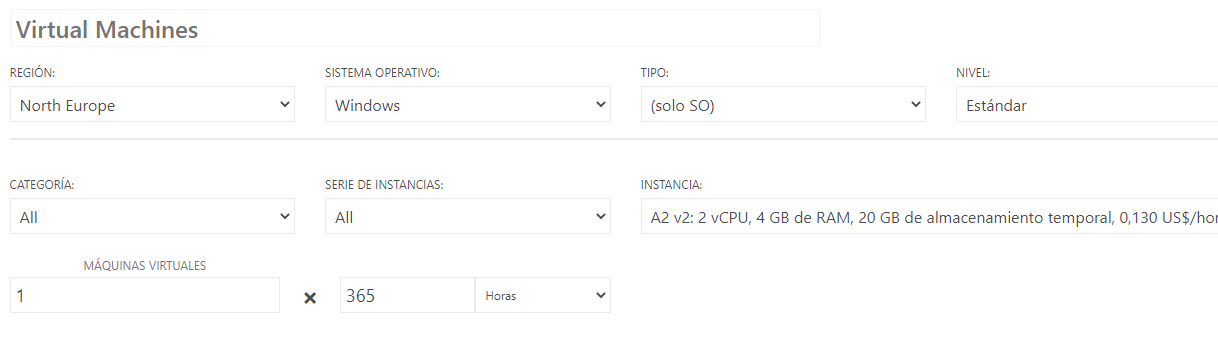 Virtual Machines
REGIÓN: SISTEMA OPERATIVO: TIPO: NIVEL:
North Europe Windows (solo SO) Estándar
CATEGORÍA: SERIE DE INSTANCIAS: INSTANCIA:
All All A2 v2: 2 vCPU, 4 GB de RAM, 20 GB de almacenamiento temporal, 0,130 US$/hor
MÁQUINAS VIRTUALES
1 × 365 Horas